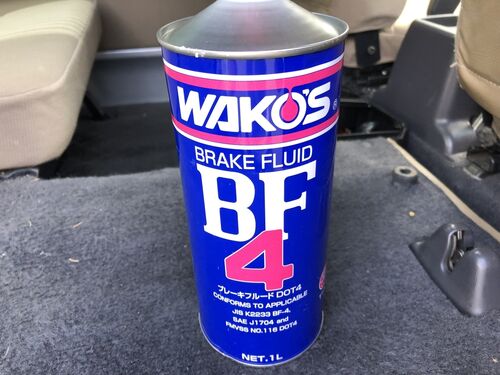 WAKO'S ®
BRAKE FLUID
BF
4
ブレーキフルード DOT4
CONFORMS TO APPLICABLE
JIS K2233 BF-4,
SAE J1704 and
FMVSS NO.116 DOT4
NET.1L